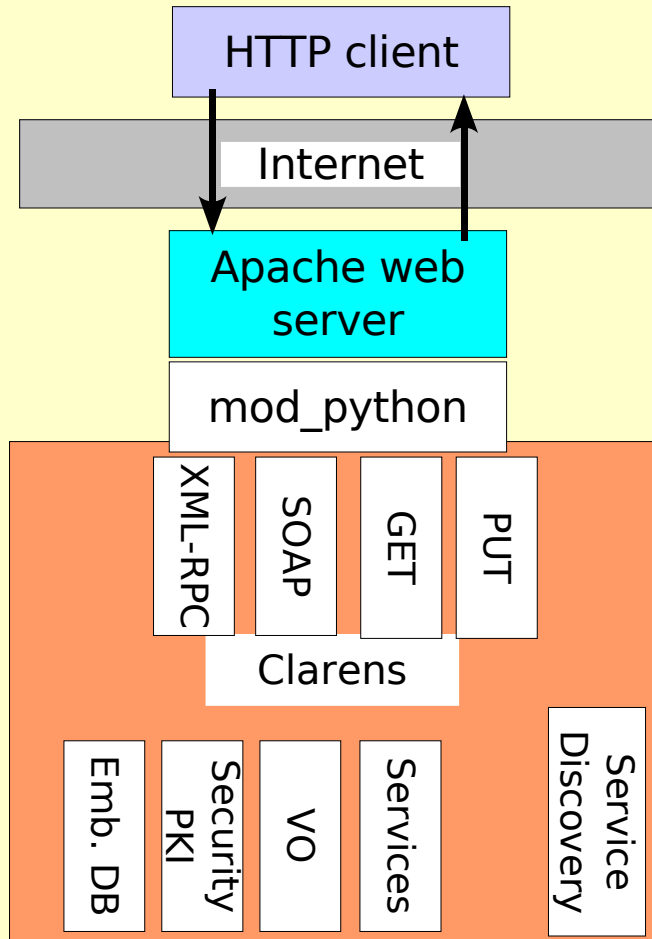 HTTP client
Internet
Apache web
server
mod_python
XML-RPC
SOAP
GET
PUT
Clarens
Emb. DB
Security
PKI
VO
Services
Service
Discovery